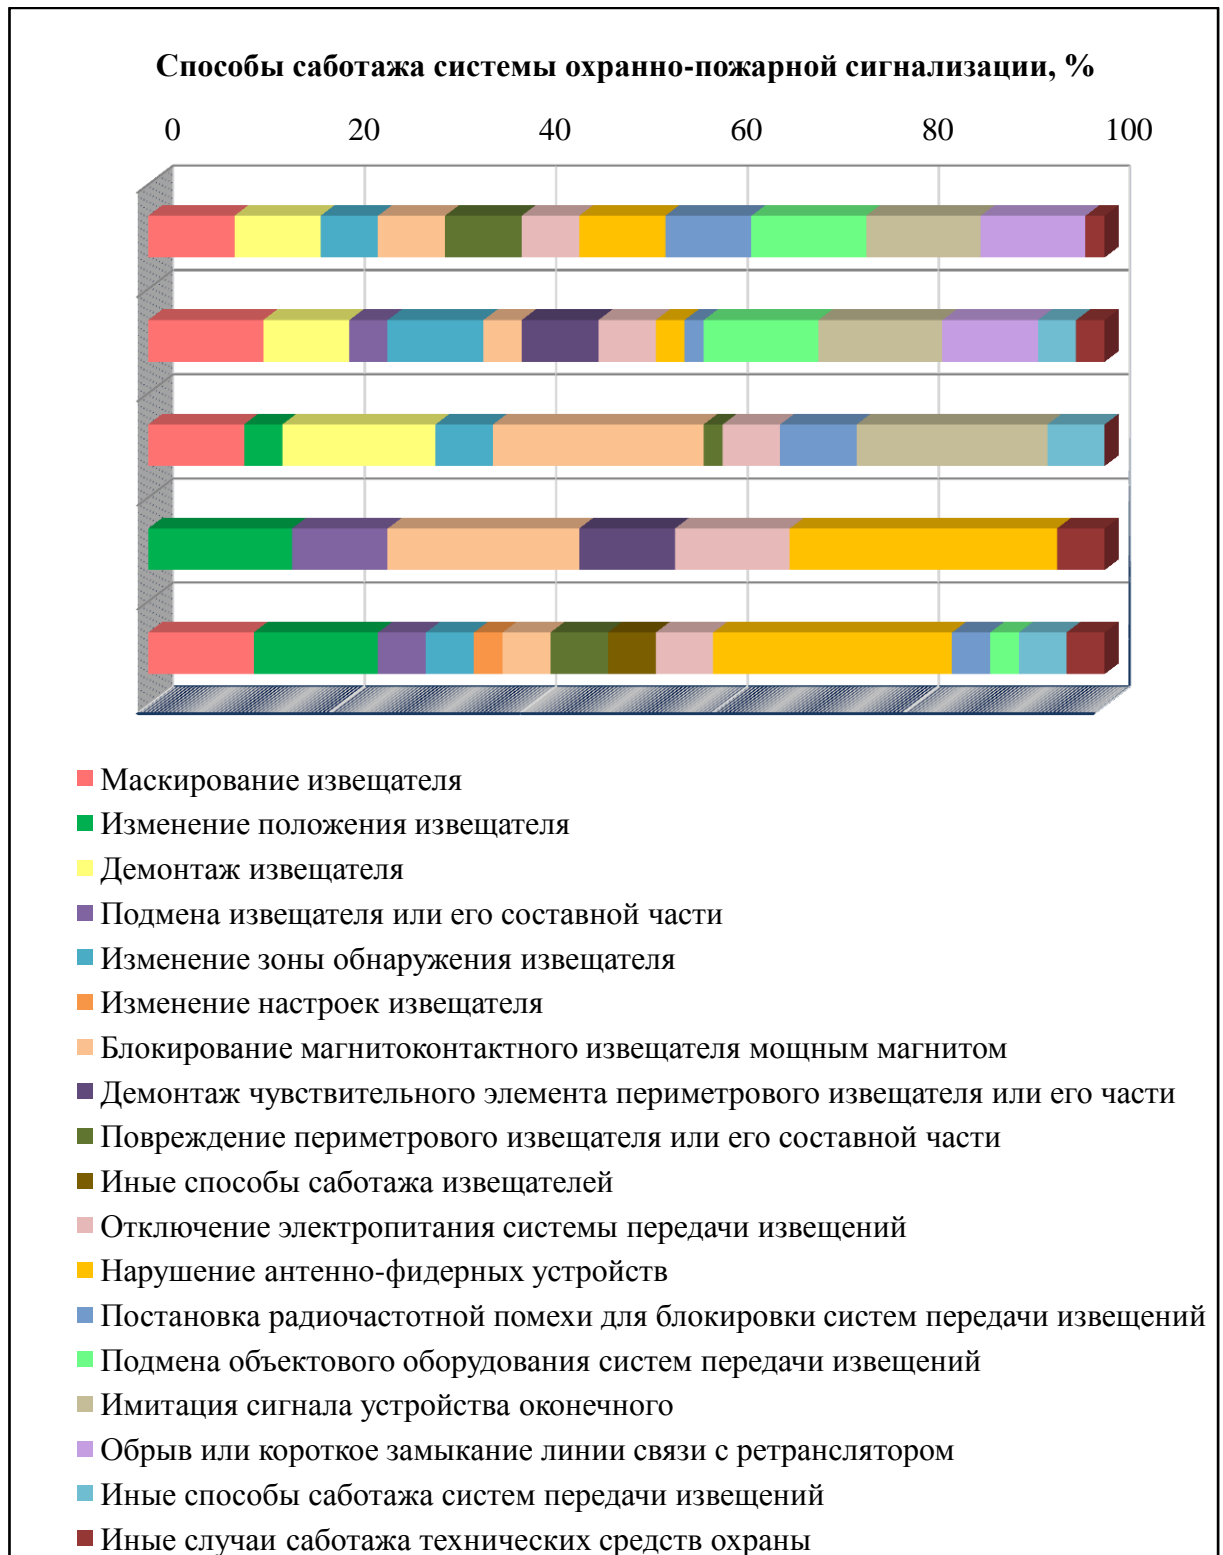 Способы саботажа системы охранно-пожарной сигнализации, %
0 20 40 60 80 100
Маскирование извещателя
Изменение положения извещателя
Демонтаж извещателя
Подмена извещателя или его составной части
Изменение зоны обнаружения извещателя
Изменение настроек извещателя
Блокирование магнитоконтактного извещателя мощным магнитом
Демонтаж чувствительного элемента периметрового извещателя или его части
Повреждение периметрового извещателя или его составной части
Иные способы саботажа извещателей
Отключение электропитания системы передачи извещений
Нарушение антенно-фидерных устройств
Постановка радиочастотной помехи для блокировки систем передачи извещений
Подмена объектового оборудования систем передачи извещений
Имитация сигнала устройства оконечного
Обрыв или короткое замыкание линии связи с ретранслятором
Иные способы саботажа систем передачи извещений
Иные случаи саботажа технических средств охраны